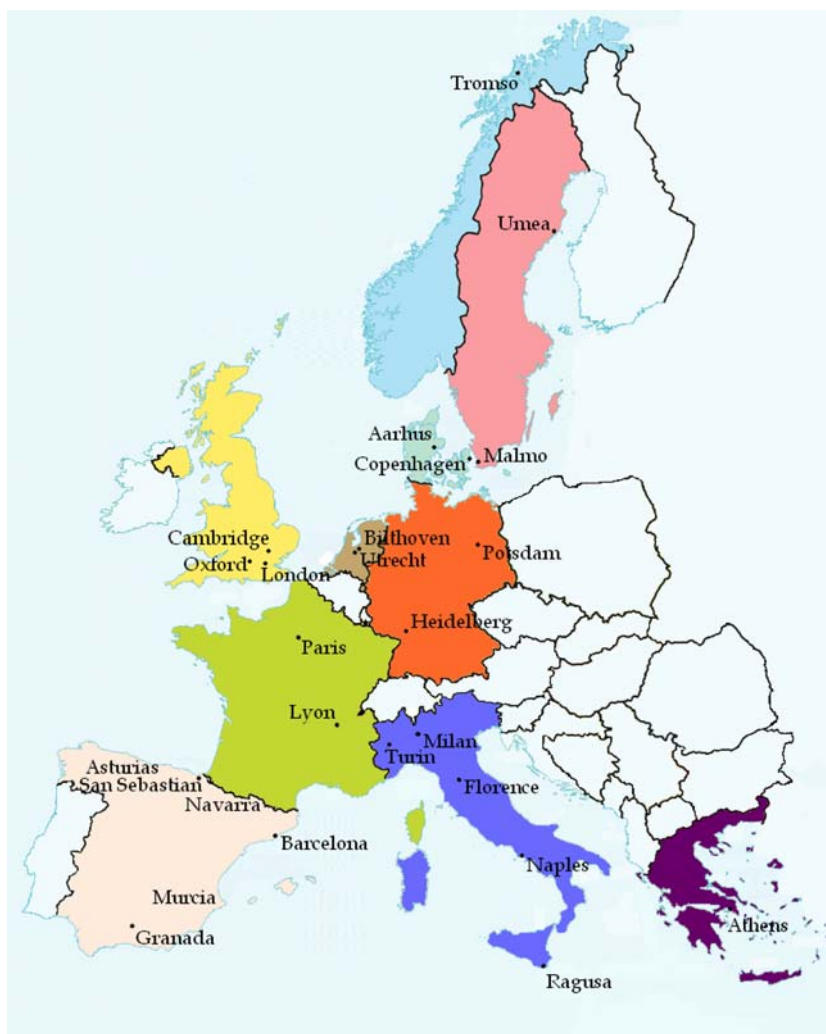 Tromso
Umea
Aarhus
Copenhagen
Malmo
Cambridge
Oxford
London
Bilthoven
Utrecht
Potsdam
Heidelberg
Paris
Lyon
Milan
Turin
Florence
Asturias
San Sebastian
Navarra
Barcelona
Naples
Murcia
Granada
Athens
Ragusa